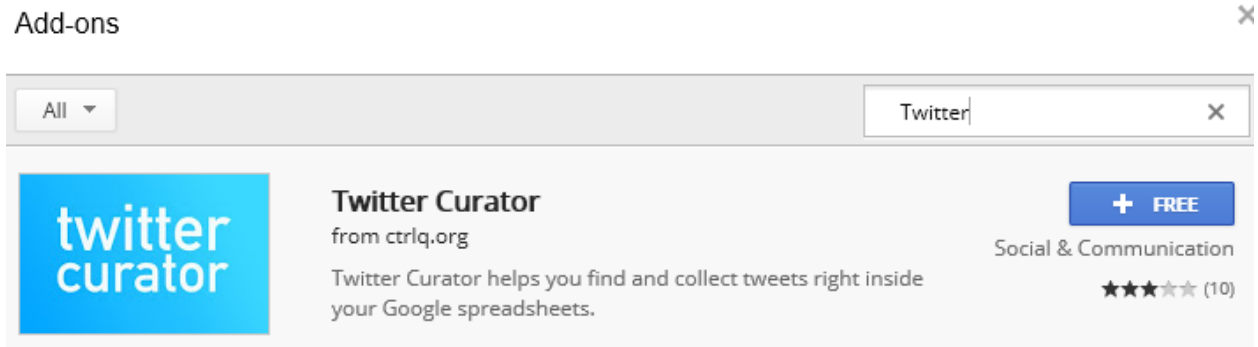 Add-ons
All
Twitter
twitter
curator
Twitter Curator
from ctrlq.org
Twitter Curator helps you find and collect tweets right inside
your Google spreadsheets.
+ FREE
Social & Communication
(10)